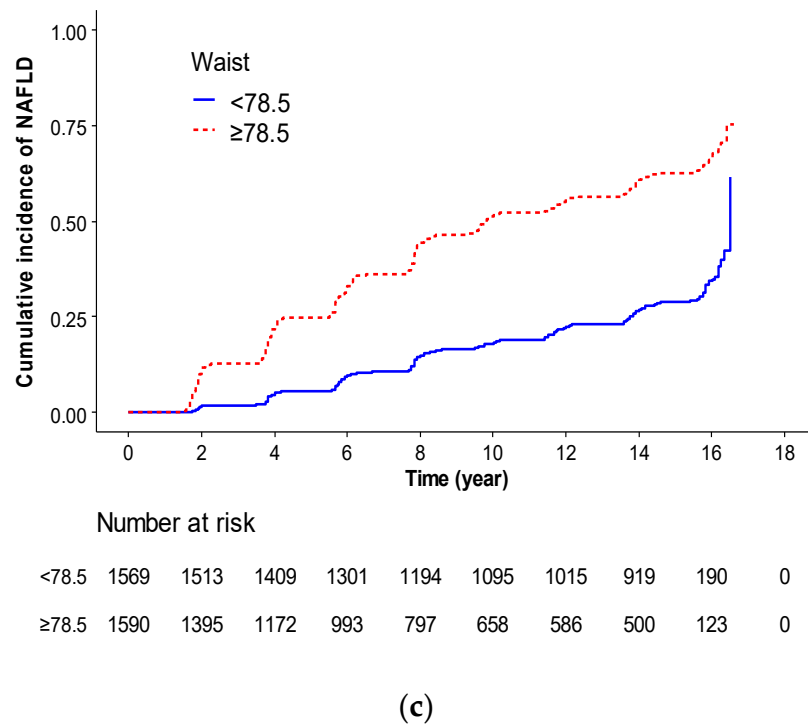 1.00
0.75
0.50
0.25
0.00
Cumulative incidence of NAFLD
Waist
<78.5
≥78.5
0 2 4 6 8 10 12 14 16 18
Time (year)
Number at risk
<78.5 1569 1513 1409 1301 1194 1095 1015 919 190 0
≥78.5 1590 1395 1172 993 797 658 586 500 123 0
(c)